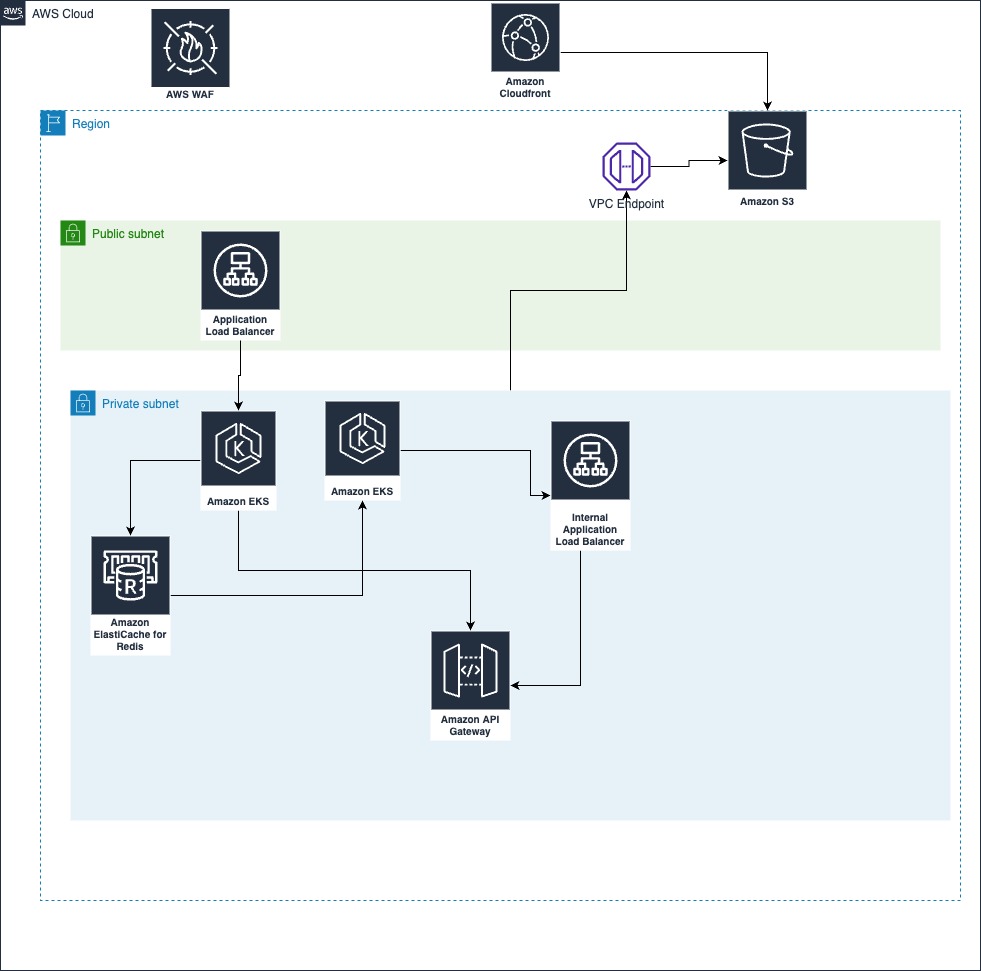 aws
AWS Cloud
AWS WAF
Amazon
Cloudfront
Region
VPC Endpoint
Amazon S3
Public subnet
Application
Load Balancer
Private subnet
K
K
Amazon EKS
Amazon EKS
Internal
Application
Load Balancer
R
Amazon
ElastiCache for
Redis
</>
Amazon API
Gateway